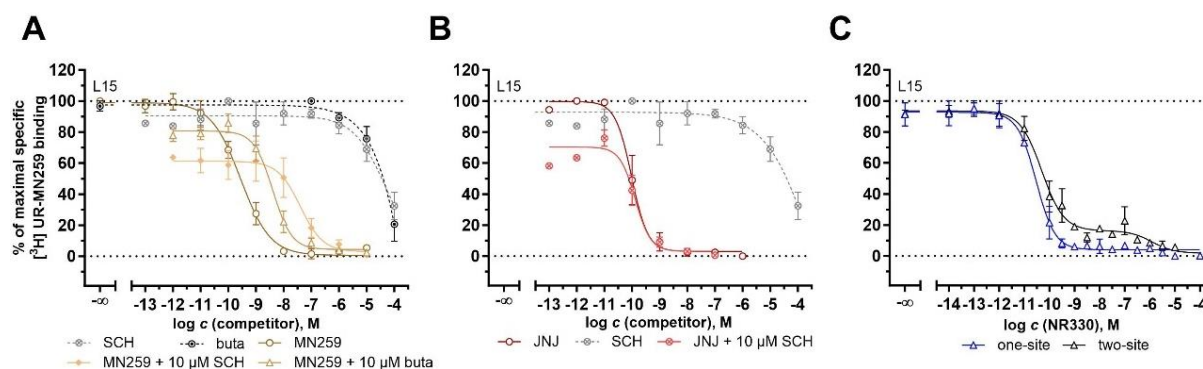 A
B
C
% of maximal specific
[³H] UR-MN259 binding
120
100
80
60
40
20
0
L15
-∞ -13 -12 -11 -10 -9 -8 -7 -6 -5 -4
log c (competitor), M
SCH buta MN259
MN259 + 10 µM SCH MN259 + 10 µM buta
120
100
80
60
40
20
0
L15
-∞ -13 -12 -11 -10 -9 -8 -7 -6 -5 -4
log c (competitor), M
JNJ SCH JNJ + 10 µM SCH
120
100
80
60
40
20
0
L15
-∞ -14 -13 -12 -11 -10 -9 -8 -7 -6 -5 -4
log c (NR330), M
one-site two-site